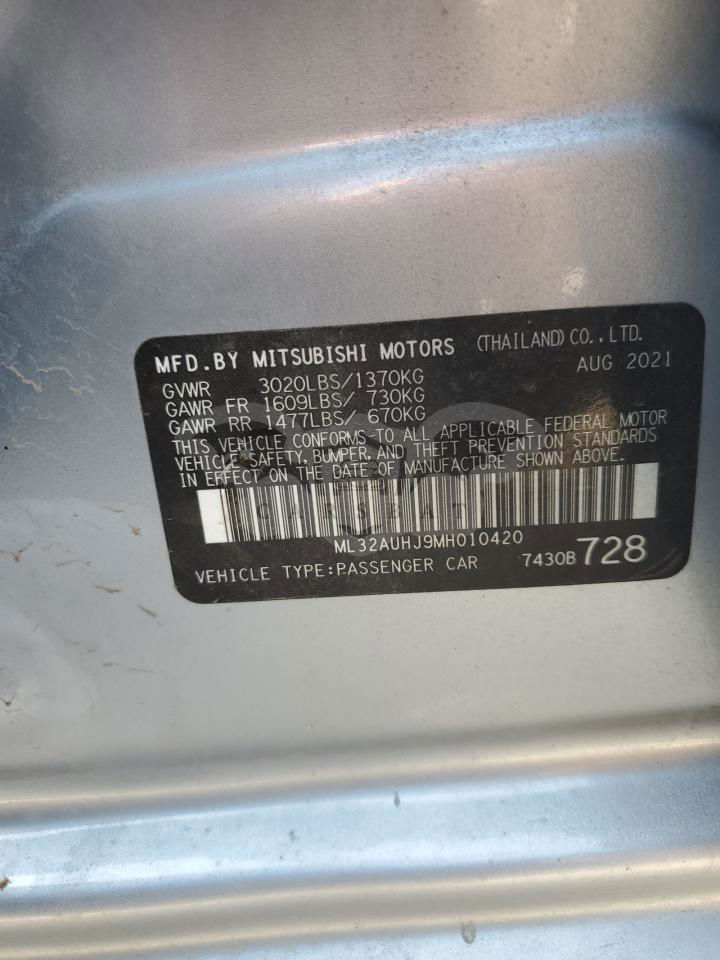 MFD.BY MITSUBISHI MOTORS (THAILAND) CO., LTD.
AUG 2021
GVWR 3020LBS/1370KG
GAWR FR 1609LBS/ 730KG
GAWR RR 1477LBS/ 670KG
THIS VEHICLE CONFORMS TO ALL APPLICABLE FEDERAL MOTOR
VEHICLE SAFETY, BUMPER, AND THEFT PREVENTION STANDARDS
IN EFFECT ON THE DATE OF MANUFACTURE SHOWN ABOVE.
ML32AUHJ9MH010420
VEHICLE TYPE:PASSENGER CAR 7430B 728